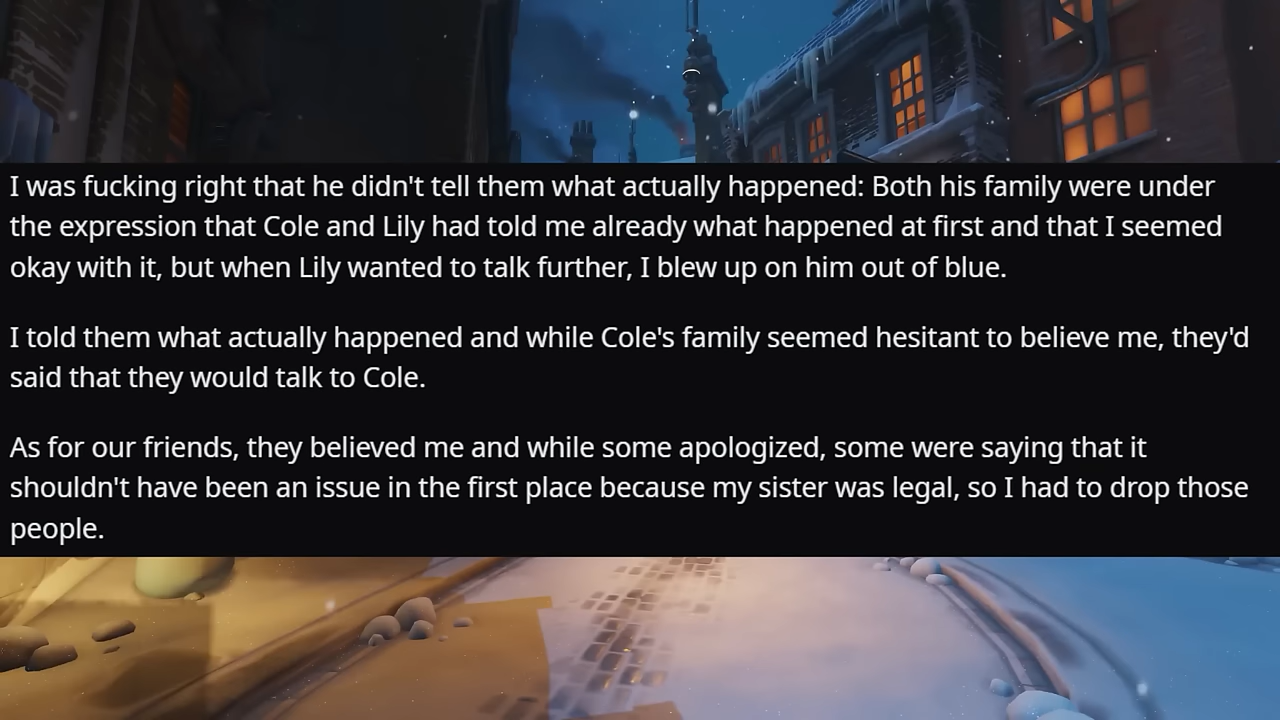 I was fucking right that he didn't tell them what actually happened: Both his family were under
the expression that Cole and Lily had told me already what happened at first and that I seemed
okay with it, but when Lily wanted to talk further, I blew up on him out of blue.
I told them what actually happened and while Cole's family seemed hesitant to believe me, they'd
said that they would talk to Cole.
As for our friends, they believed me and while some apologized, some were saying that it
shouldn't have been an issue in the first place because my sister was legal, so I had to drop those
people.